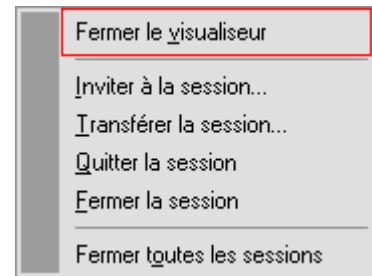 Fermer le visualiseur
Inviter à la session...
Transférer la session...
Quitter la session
Fermer la session
Fermer toutes les sessions